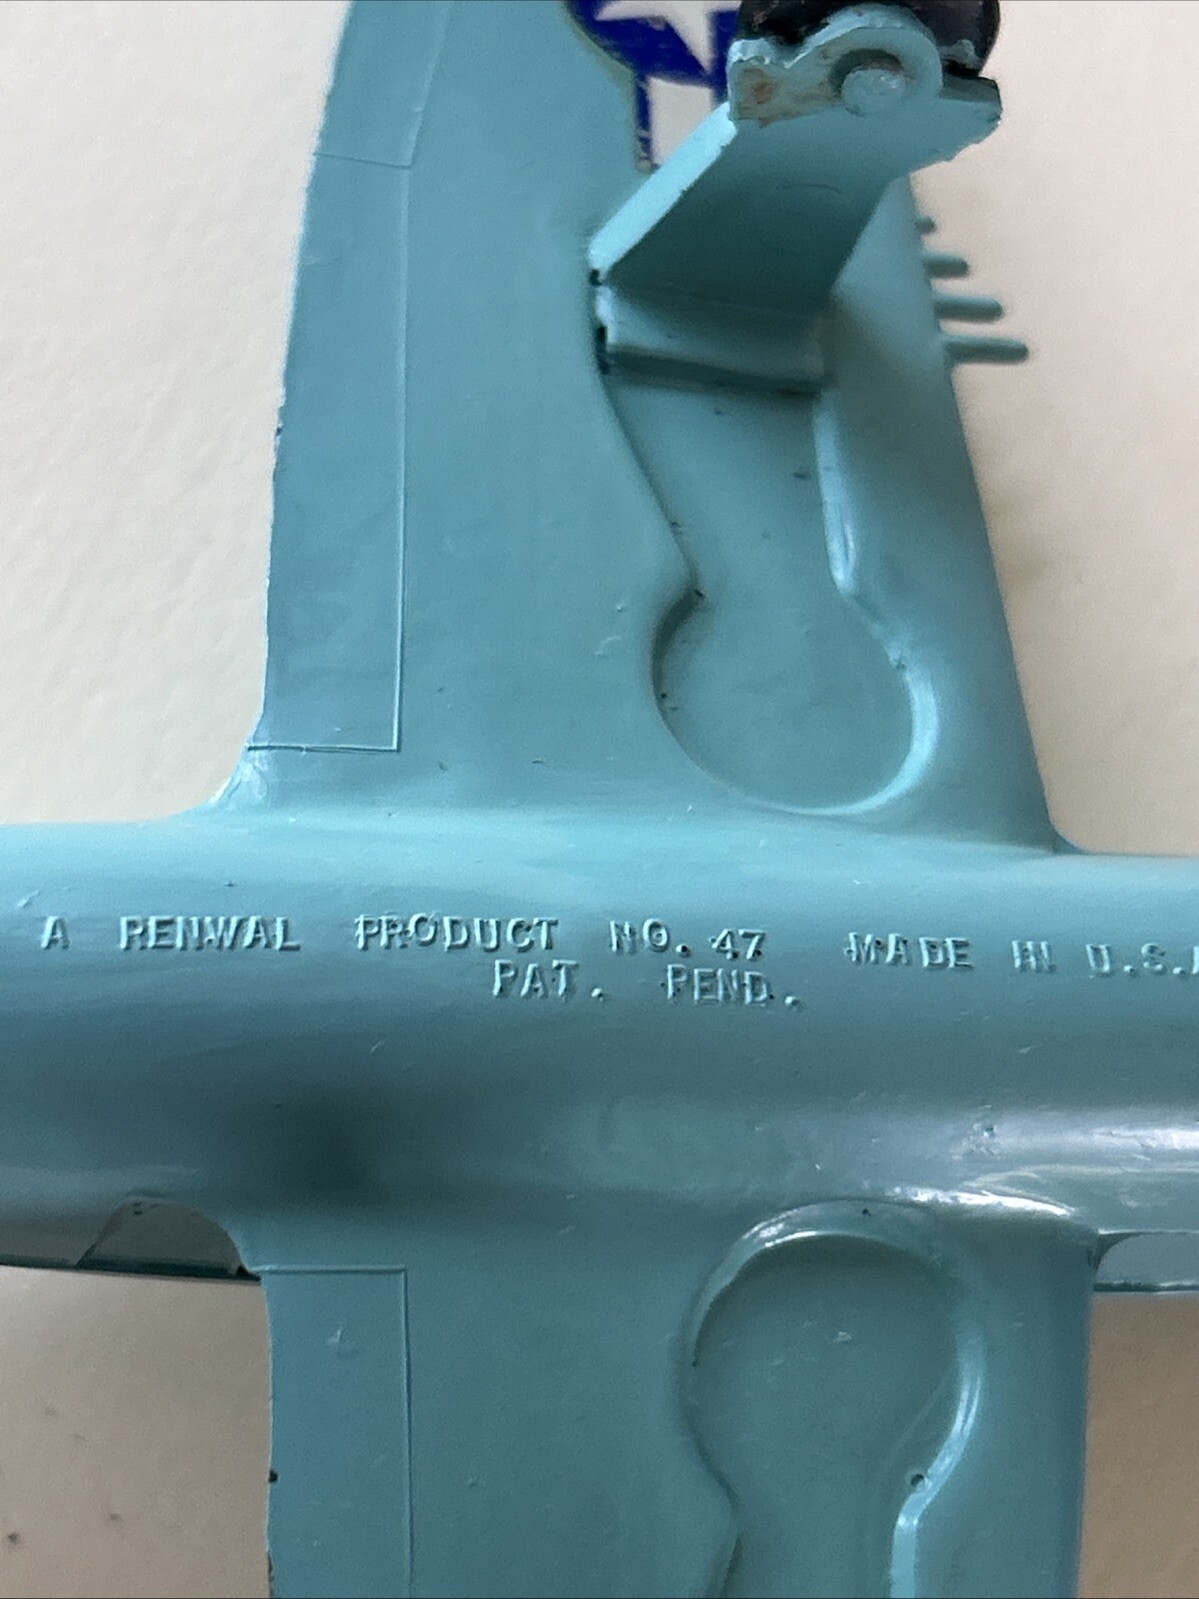 A RENWAL PRODUCT NO. 47 MADE IN U.S.A
PAT. PEND.